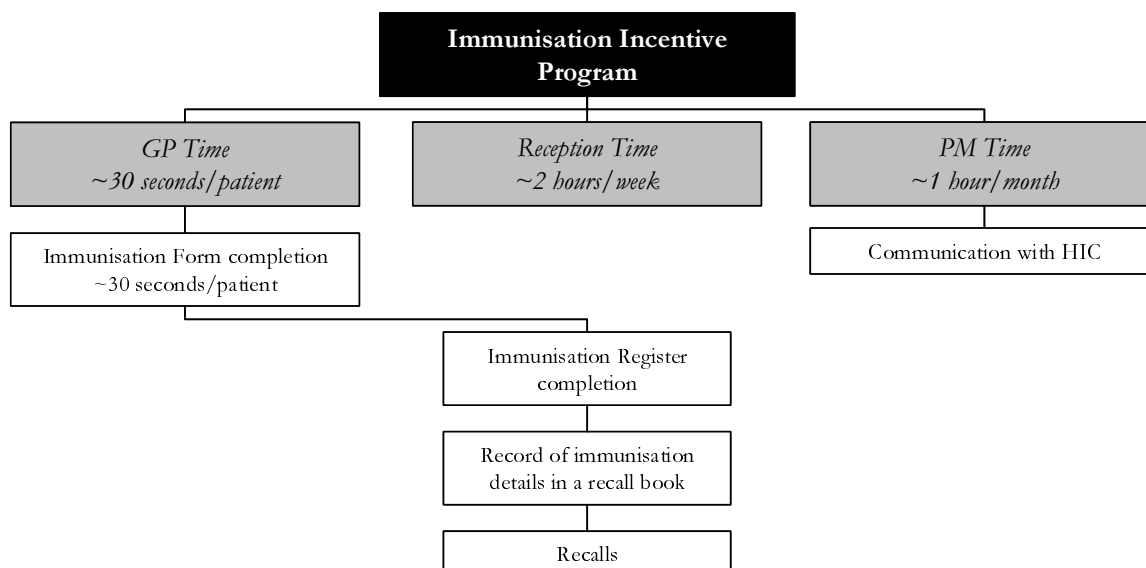 Immunisation Incentive
Program
GP Time
~30 seconds/patient
Reception Time
~2 hours/week
PM Time
~1 hour/month
Immunisation Form completion
~30 seconds/patient
Communication with HIC
Immunisation Register
completion
Record of immunisation
details in a recall book
Recalls